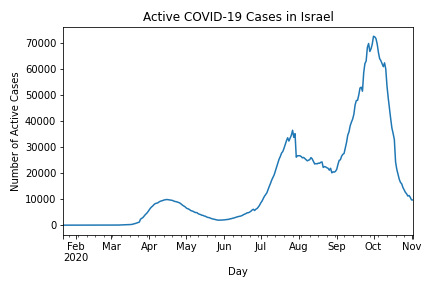 Active COVID-19 Cases in Israel
Number of Active Cases
70000
60000
50000
40000
30000
20000
10000
0
Feb Mar Apr May Jun Jul Aug Sep Oct Nov
2020
Day